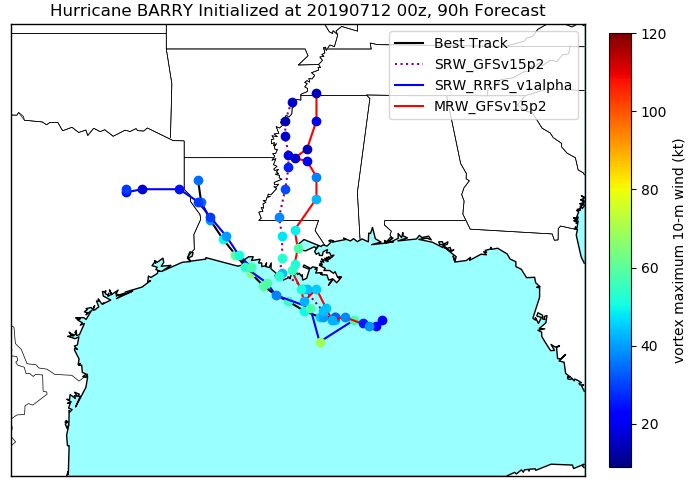 Hurricane BARRY Initialized at 20190712 00z, 90h Forecast
Best Track
SRW_GFSv15p2
SRW_RRFS_v1alpha
MRW_GFSv15p2
120
100
80
60
40
20
vortex maximum 10-m wind (kt)